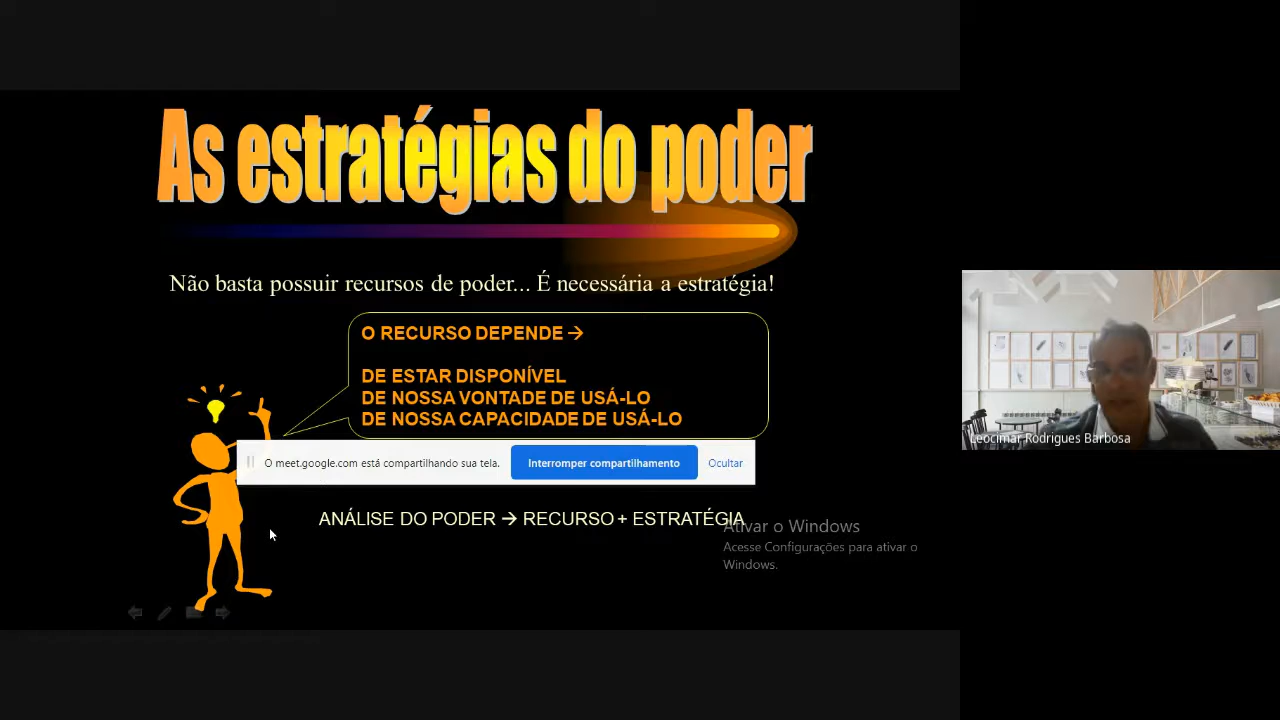 As estratégias do poder
Não basta possuir recursos de poder... É necessária a estratégia!
O RECURSO DEPENDE →
DE ESTAR DISPONÍVEL
DE NOSSA VONTADE DE USÁ-LO
DE NOSSA CAPACIDADE DE USÁ-LO
O meet.google.com está compartilhando sua tela.
Interromper compartilhamento
Ocultar
ANÁLISE DO PODER → RECURSO + ESTRATÉGIA
Ativar o Windows
Acesse Configurações para ativar o
Windows.
Leocimar Rodrigues Barbosa